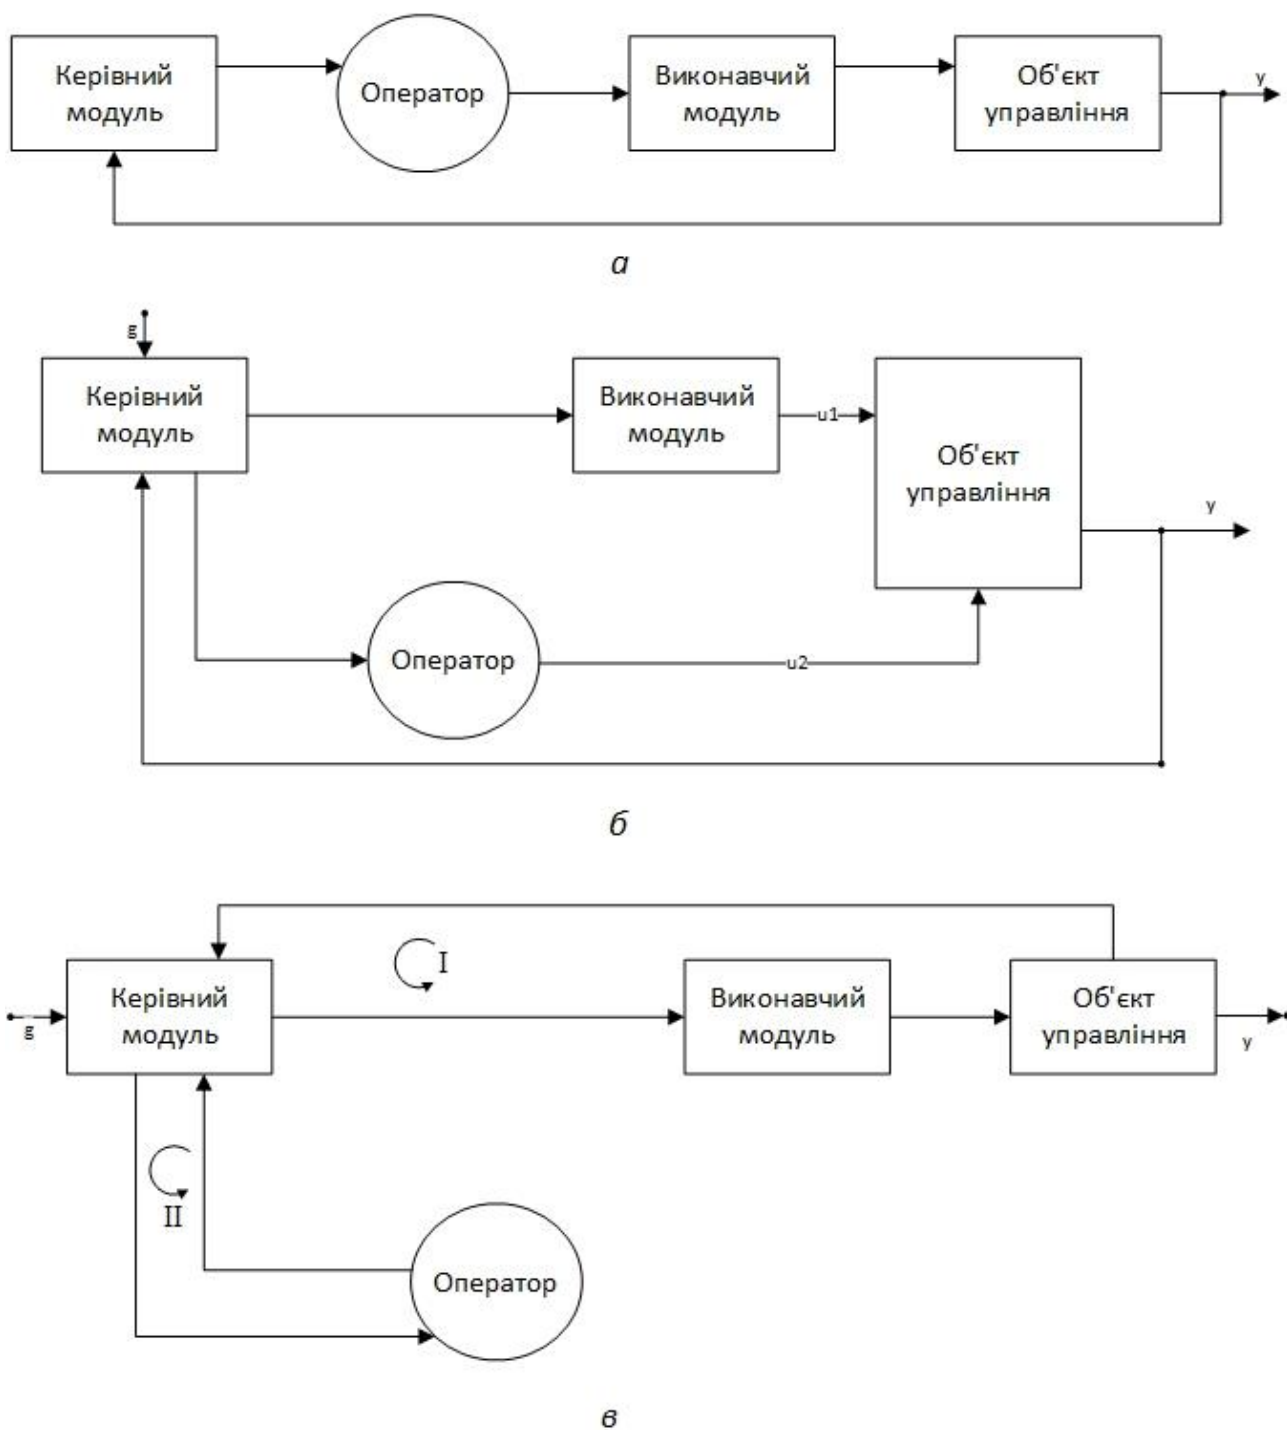 Керівний
модуль
Оператор
Виконавчий
модуль
Об'єкт
управління
y
а
g
Керівний
модуль
Виконавчий
модуль
u1
Об'єкт
управління
y
Оператор
u2
б
I
g
Керівний
модуль
Виконавчий
модуль
Об'єкт
управління
y
II
Оператор
в